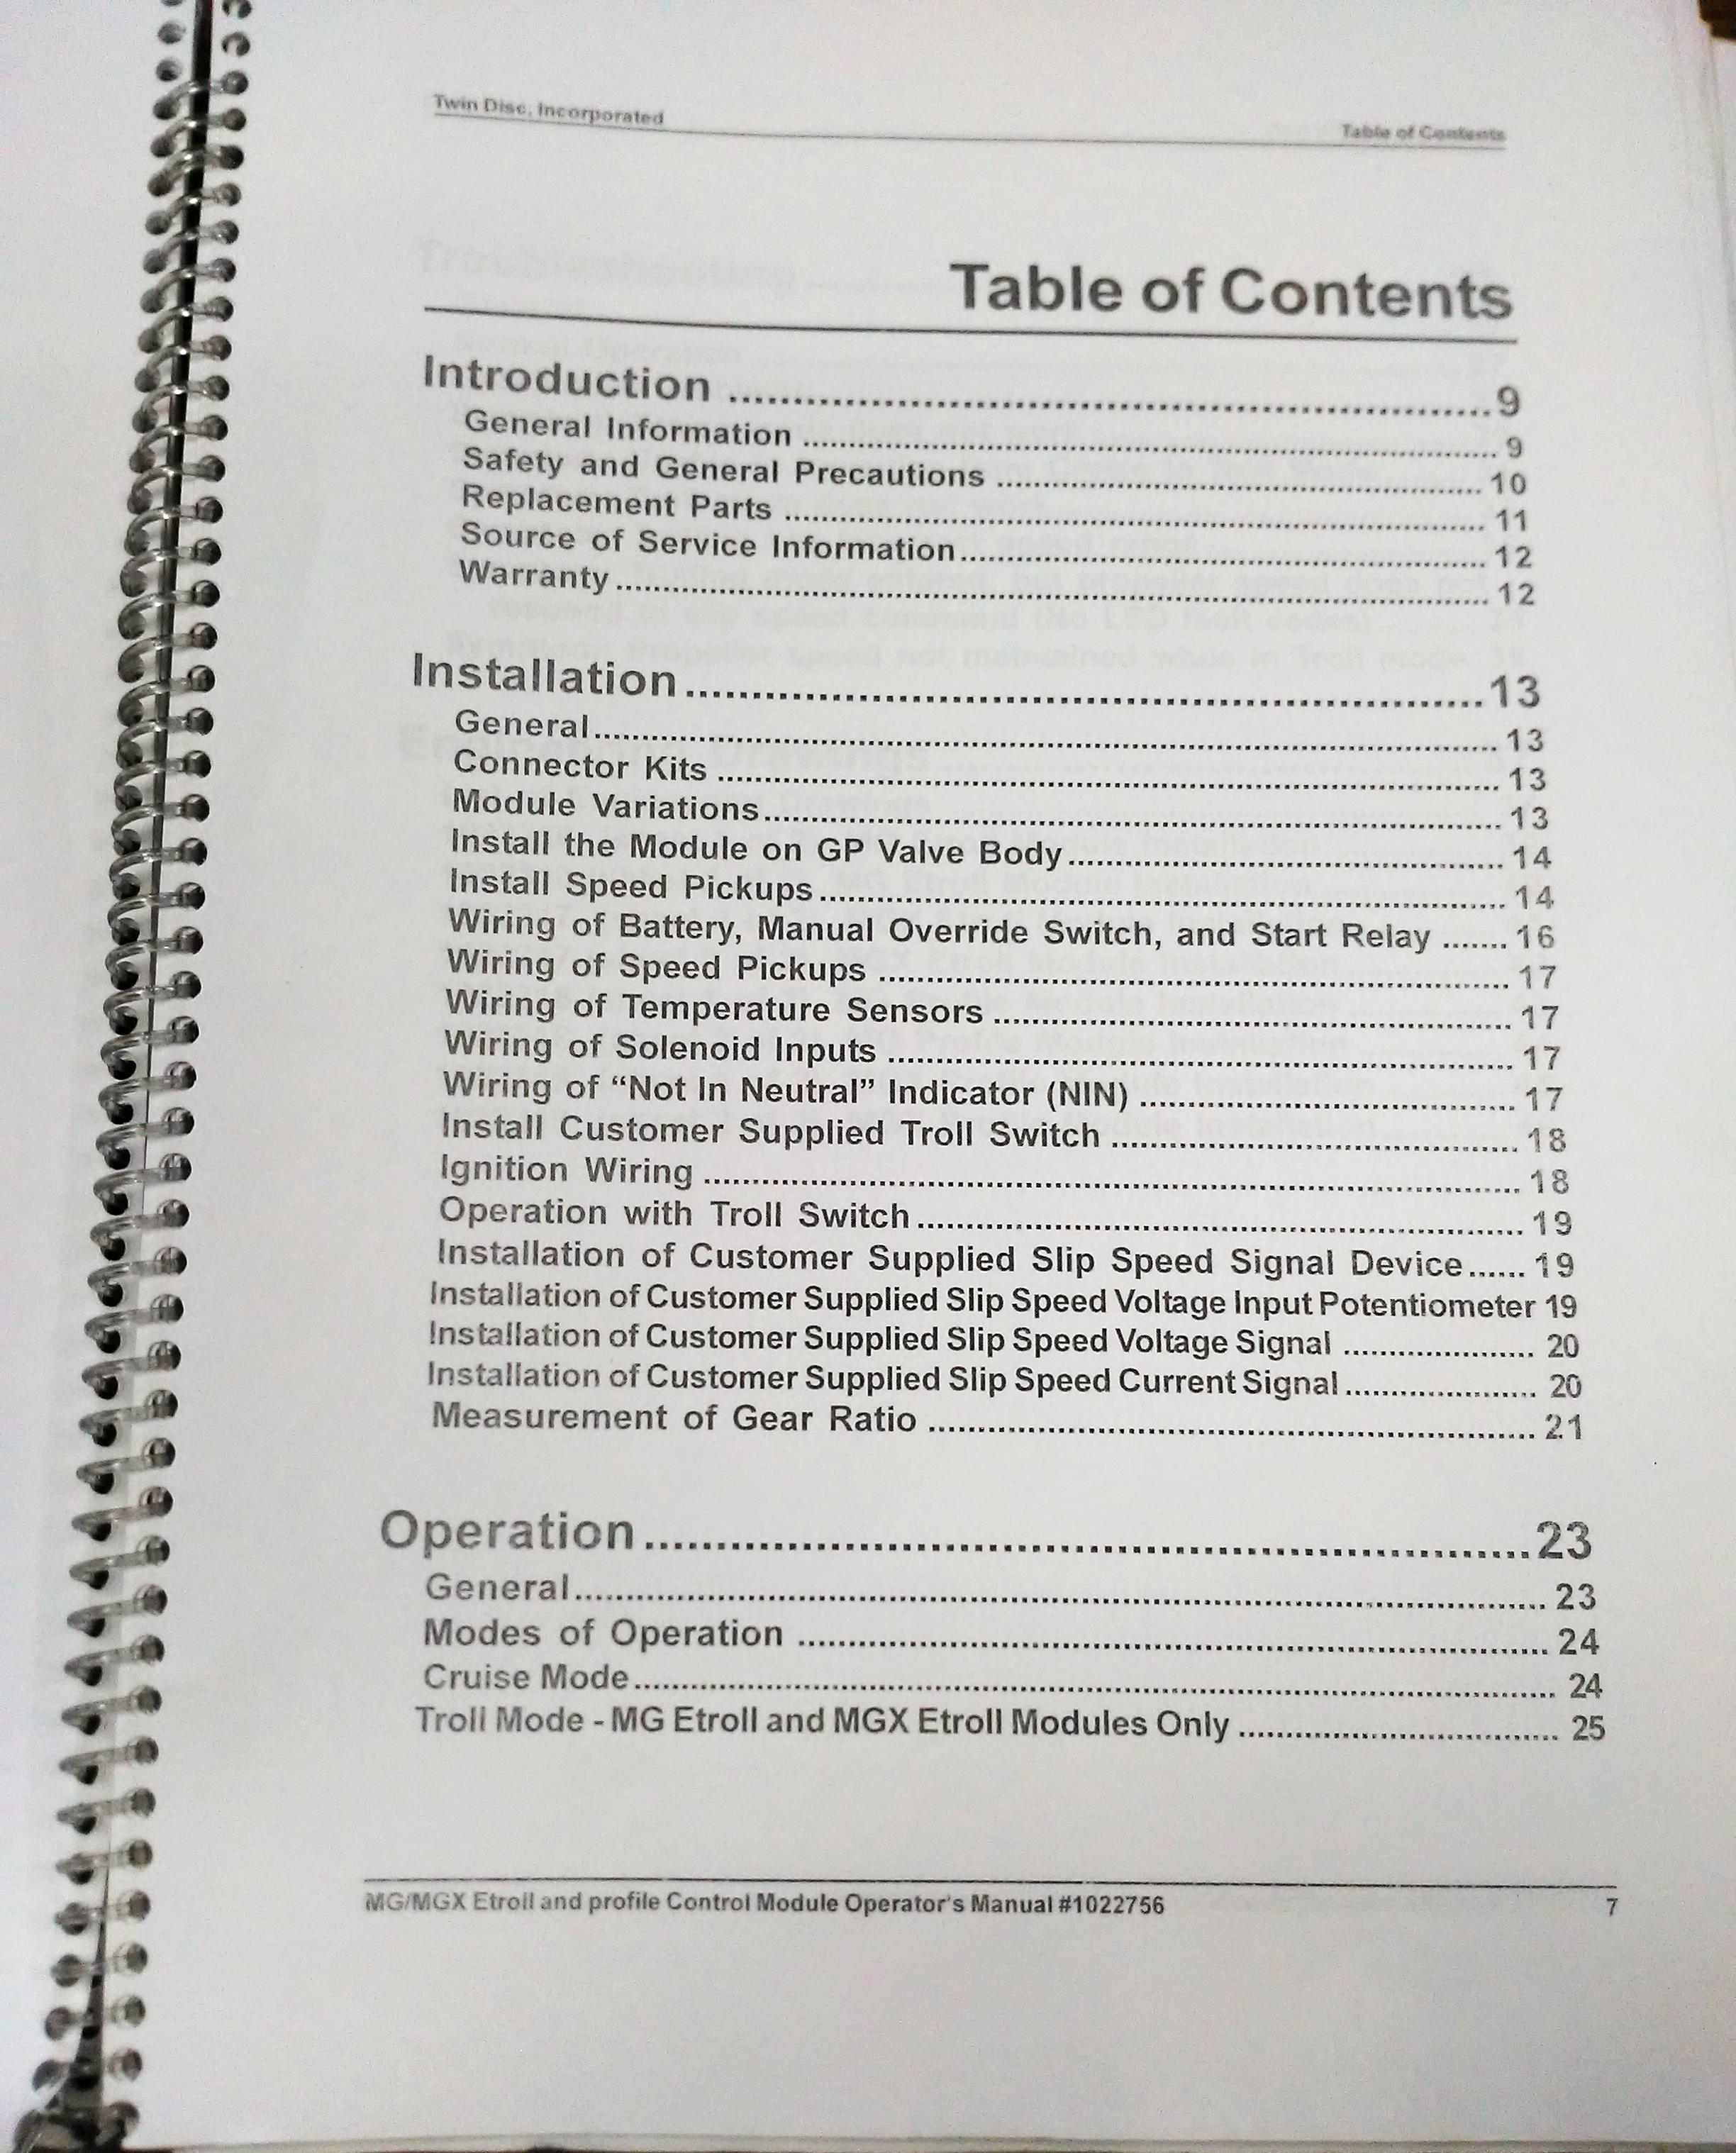 Twin Disc, Incorporated
Table of Contents
Table of Contents
Introduction ........................................................... 9
General Information ........................................................... 9
Safety and General Precautions ........................................................... 10
Replacement Parts ........................................................... 11
Source of Service Information ........................................................... 12
Warranty ........................................................... 12
Installation ........................................................... 13
General ........................................................... 13
Connector Kits ........................................................... 13
Module Variations ........................................................... 13
Install the Module on GP Valve Body ........................................................... 14
Install Speed Pickups ........................................................... 14
Wiring of Battery, Manual Override Switch, and Start Relay ....... 16
Wiring of Speed Pickups ........................................................... 17
Wiring of Temperature Sensors ........................................................... 17
Wiring of Solenoid Inputs ........................................................... 17
Wiring of “Not In Neutral” Indicator (NIN) ........................................................... 17
Install Customer Supplied Troll Switch ........................................................... 18
Ignition Wiring ........................................................... 18
Operation with Troll Switch ........................................................... 19
Installation of Customer Supplied Slip Speed Signal Device ...... 19
Installation of Customer Supplied Slip Speed Voltage Input Potentiometer 19
Installation of Customer Supplied Slip Speed Voltage Signal ...................... 20
Installation of Customer Supplied Slip Speed Current Signal ...................... 20
Measurement of Gear Ratio ........................................................... 21
Operation ........................................................... 23
General ........................................................... 23
Modes of Operation ........................................................... 24
Cruise Mode ........................................................... 24
Troll Mode - MG Etroll and MGX Etroll Modules Only .................................... 25
MG/MGX Etroll and profile Control Module Operator's Manual #1022756
7